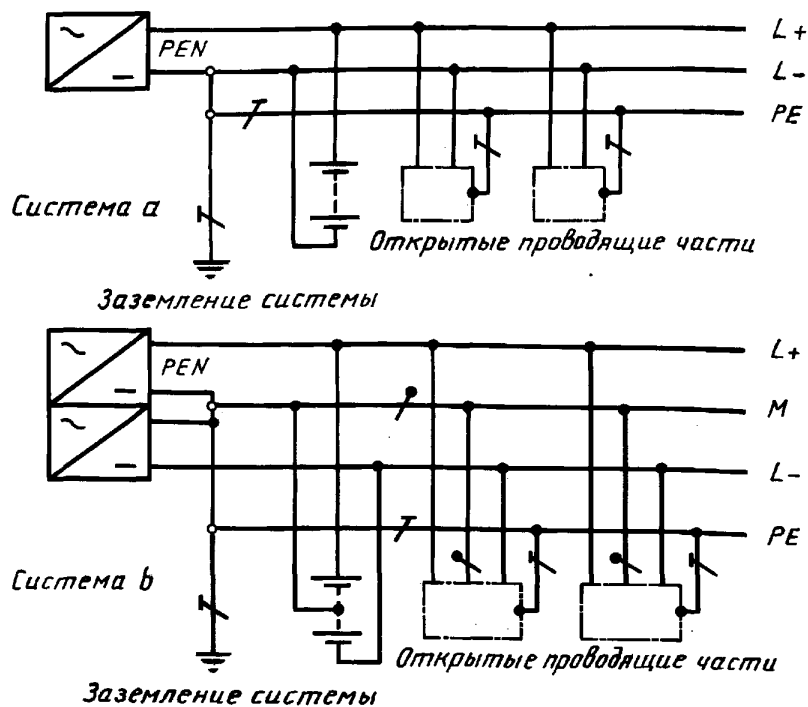 L+
PEN
L-
PE
Система a
Открытые проводящие части
Заземление системы
L+
PEN
M
L-
PE
Система b
Открытые проводящие части
Заземление системы